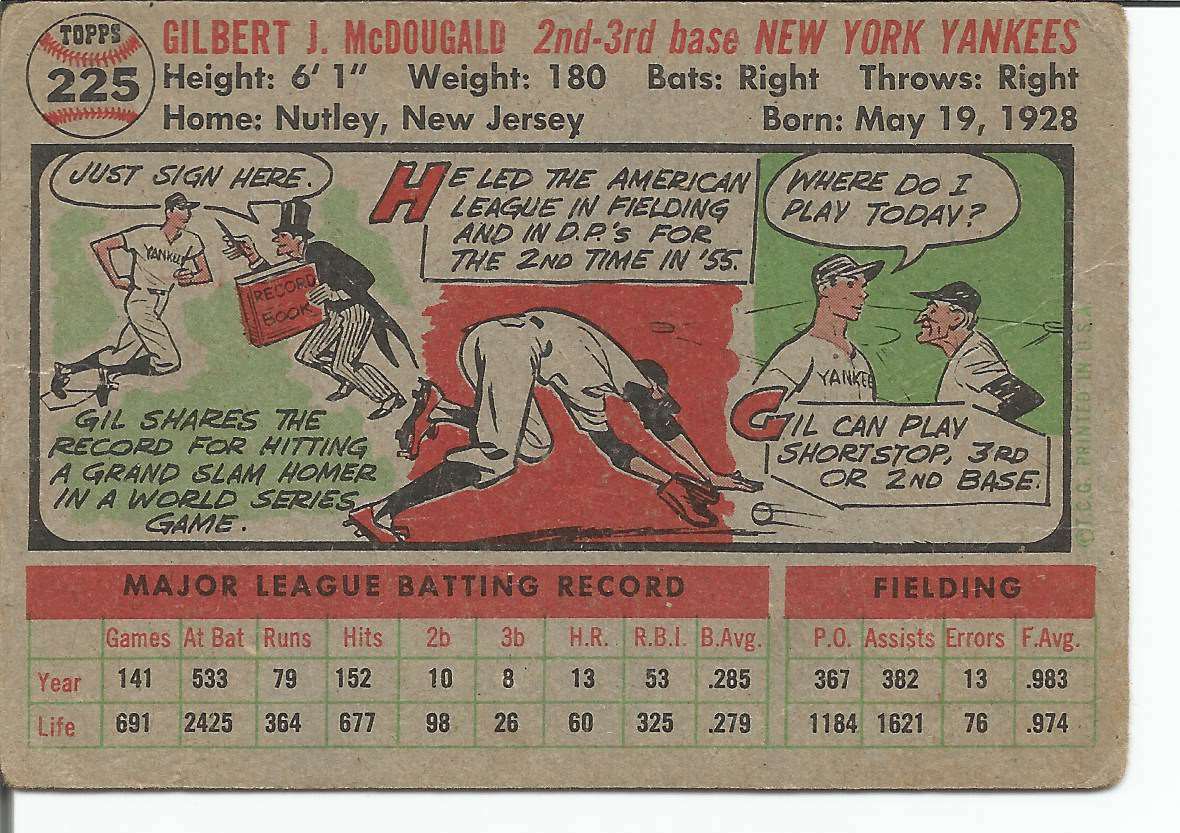 TOPPS
225
GILBERT J. McDOUGALD 2nd-3rd base NEW YORK YANKEES
Height: 6' 1" Weight: 180 Bats: Right Throws: Right
Home: Nutley, New Jersey Born: May 19, 1928
JUST SIGN HERE.
YANKEE
RECORD
BOOK
GIL SHARES THE
RECORD FOR HITTING
A GRAND SLAM HOMER
IN A WORLD SERIES
GAME.
HE LED THE AMERICAN
LEAGUE IN FIELDING
AND IN D.P.'S FOR
THE 2ND TIME IN '55.
WHERE DO I
PLAY TODAY?
YANKEE
GIL CAN PLAY
SHORTSTOP, 3RD
OR 2ND BASE.
©T.C.G. PRINTED IN U.S.A.
MAJOR LEAGUE BATTING RECORD FIELDING
Games At Bat Runs Hits 2b 3b H.R. R.B.I. B.Avg. P.O. Assists Errors F.Avg.
Year 141 533 79 152 10 8 13 53 .285 367 382 13 .983
Life 691 2425 364 677 98 26 60 325 .279 1184 1621 76 .974